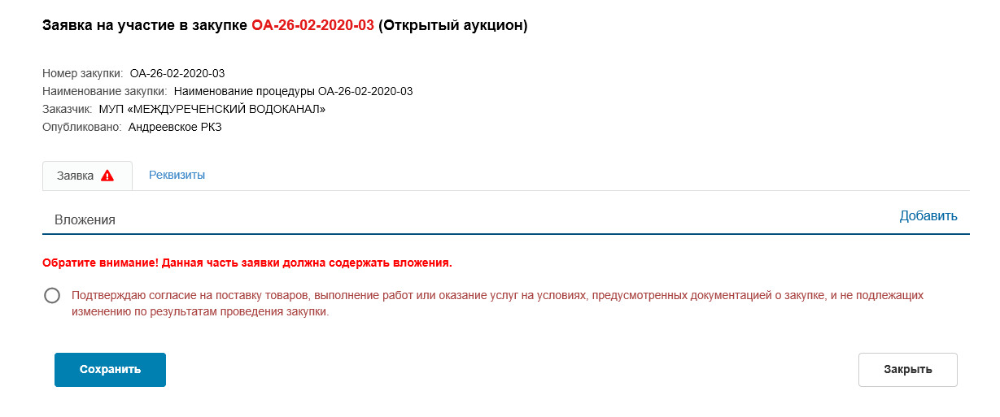 Заявка на участие в закупке ОА-26-02-2020-03 (Открытый аукцион)
Номер закупки: ОА-26-02-2020-03
Наименование закупки: Наименование процедуры ОА-26-02-2020-03
Заказчик: МУП «МЕЖДУРЕЧЕНСКИЙ ВОДОКАНАЛ»
Опубликовано: Андреевское РКЗ
Заявка Реквизиты
Вложения Добавить
Обратите внимание! Данная часть заявки должна содержать вложения.
Подтверждаю согласие на поставку товаров, выполнение работ или оказание услуг на условиях, предусмотренных документацией о закупке, и не подлежащих
изменению по результатам проведения закупки.
Сохранить Закрыть